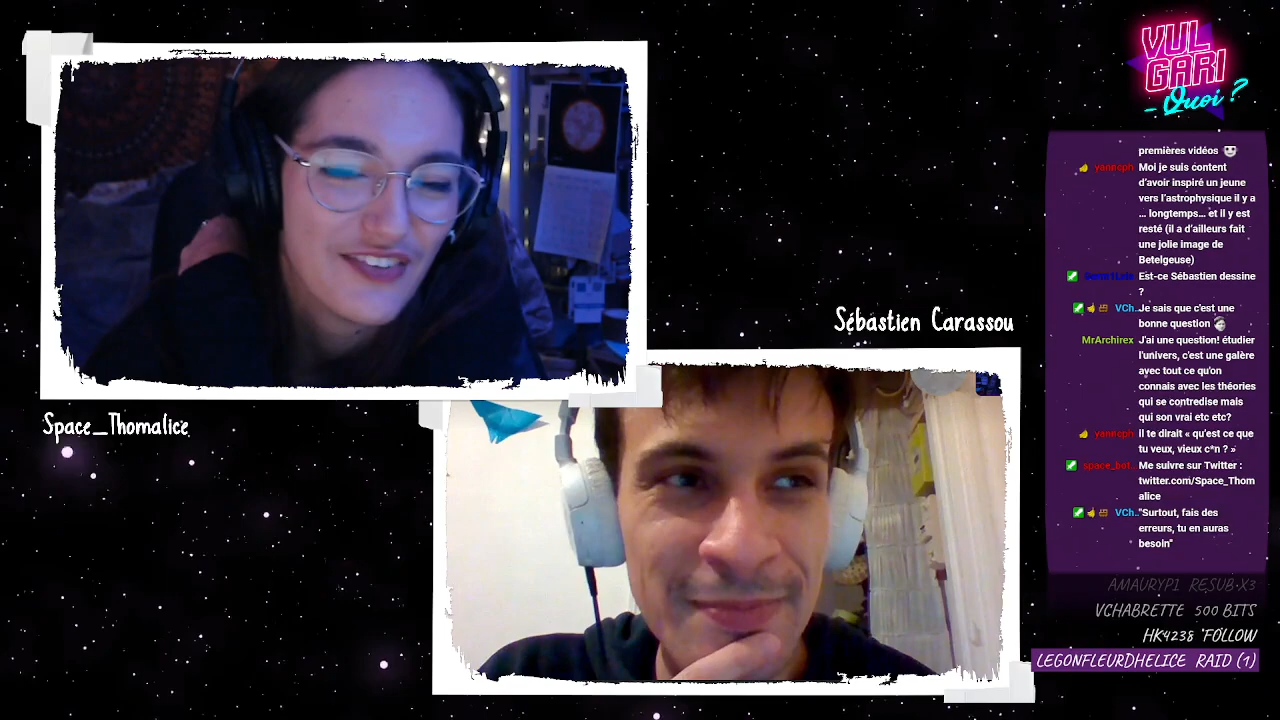 VUL
GARI
- Quoi ?
premières vidéos
yanncph Moi je suis content
d'avoir inspiré un jeune
vers l'astrophysique il y a
... longtemps... et il y est
resté (il a d'ailleurs fait
une jolie image de
Betelgeuse)
Est-ce Sébastien dessine
?
VCh.. Je sais que c'est une
bonne question
MrArchirex J'ai une question! étudier
l'univers, c'est une galère
avec tout ce qu'on
connais avec les théories
qui se contredise mais
qui son vrai etc etc?
yanncph il te dirait « qu'est ce que
tu veux, vieux c*n ? »
space_bot.. Me suivre sur Twitter :
twitter.com/Space_Thom
alice
VCh.. "Surtout, fais des
erreurs, tu en auras
besoin"
AMAURYP1 RESUB X3
VCHABRETTE 500 BITS
HK4238 FOLLOW
LEGONFLEURDHELICE RAID (1)
Sébastien Carassou
Space_Thomalice